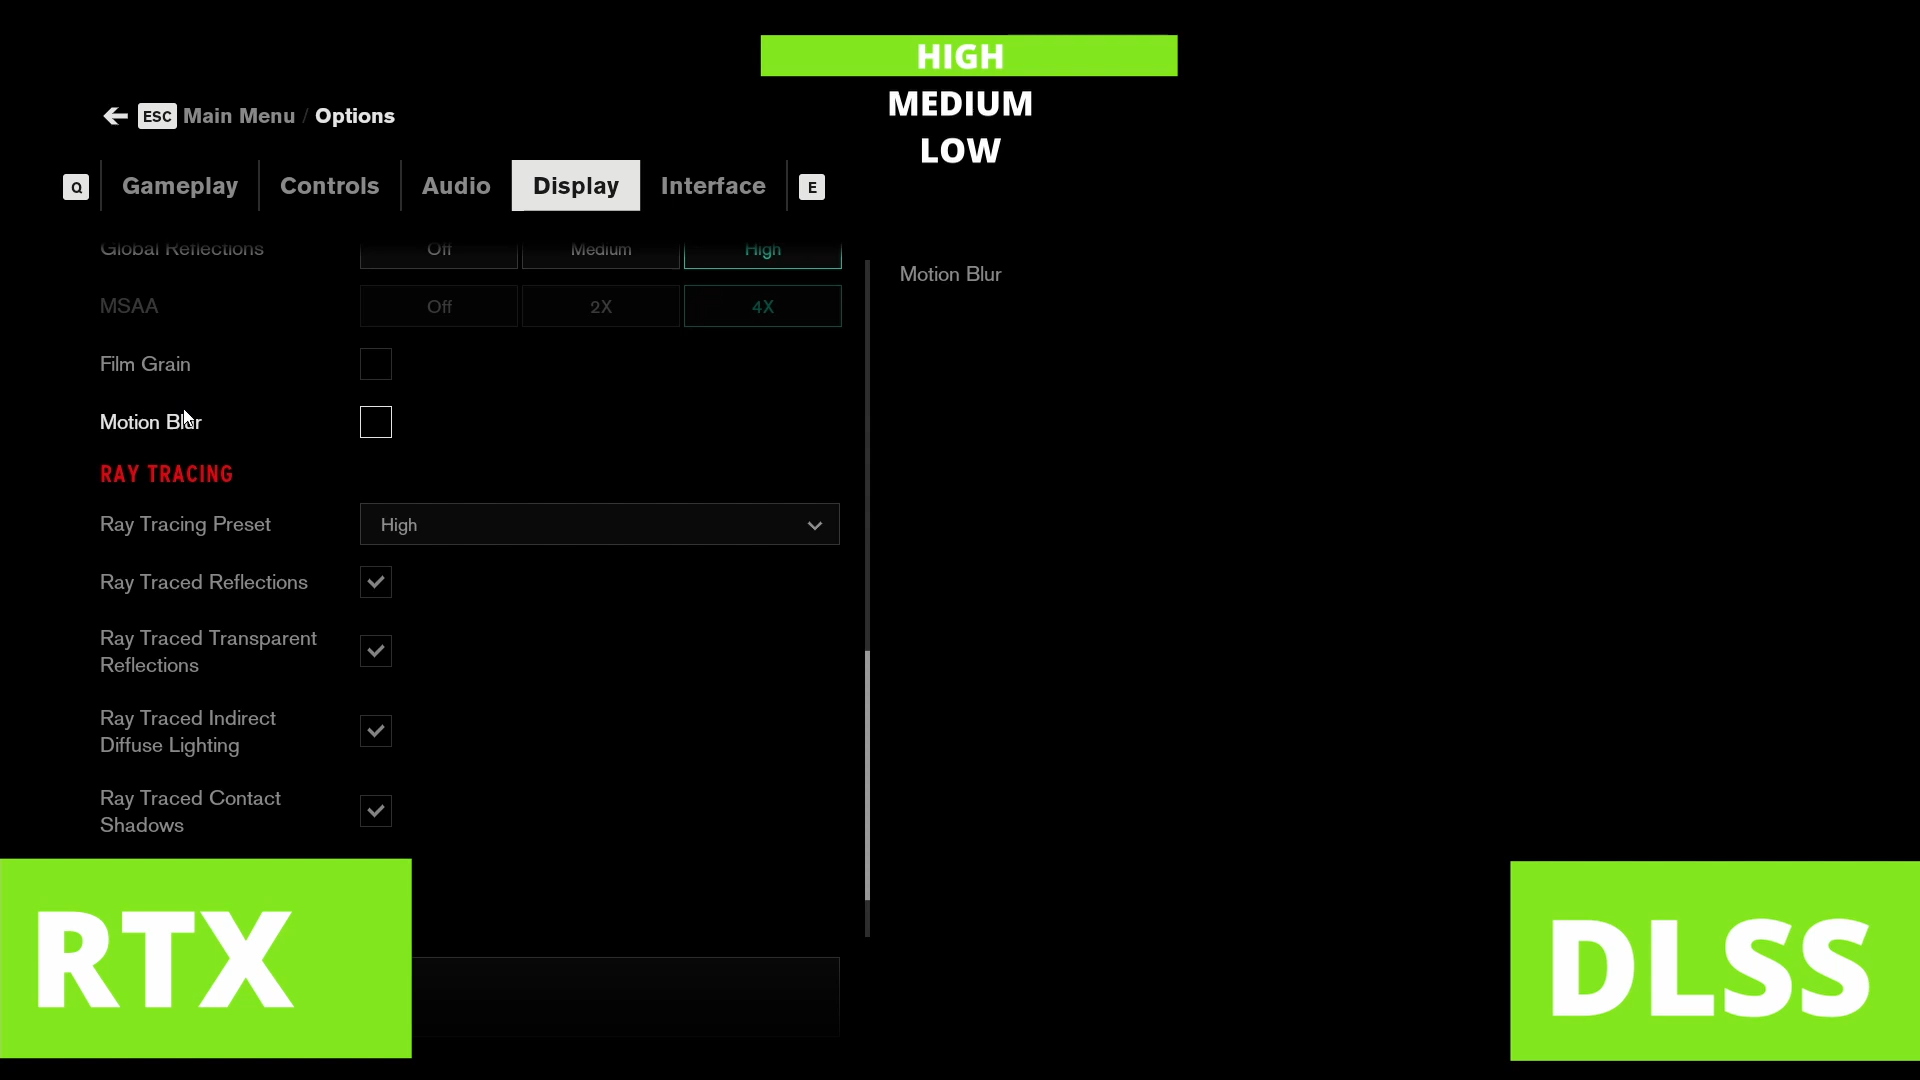 HIGH
MEDIUM
LOW
ESC Main Menu / Options
Q Gameplay Controls Audio Display Interface E
Global Reflections Off Medium High
Motion Blur
MSAA Off 2X 4X
Film Grain
Motion Blur
RAY TRACING
Ray Tracing Preset High
Ray Traced Reflections
Ray Traced Transparent
Reflections
Ray Traced Indirect
Diffuse Lighting
Ray Traced Contact
Shadows
RTX
DLSS